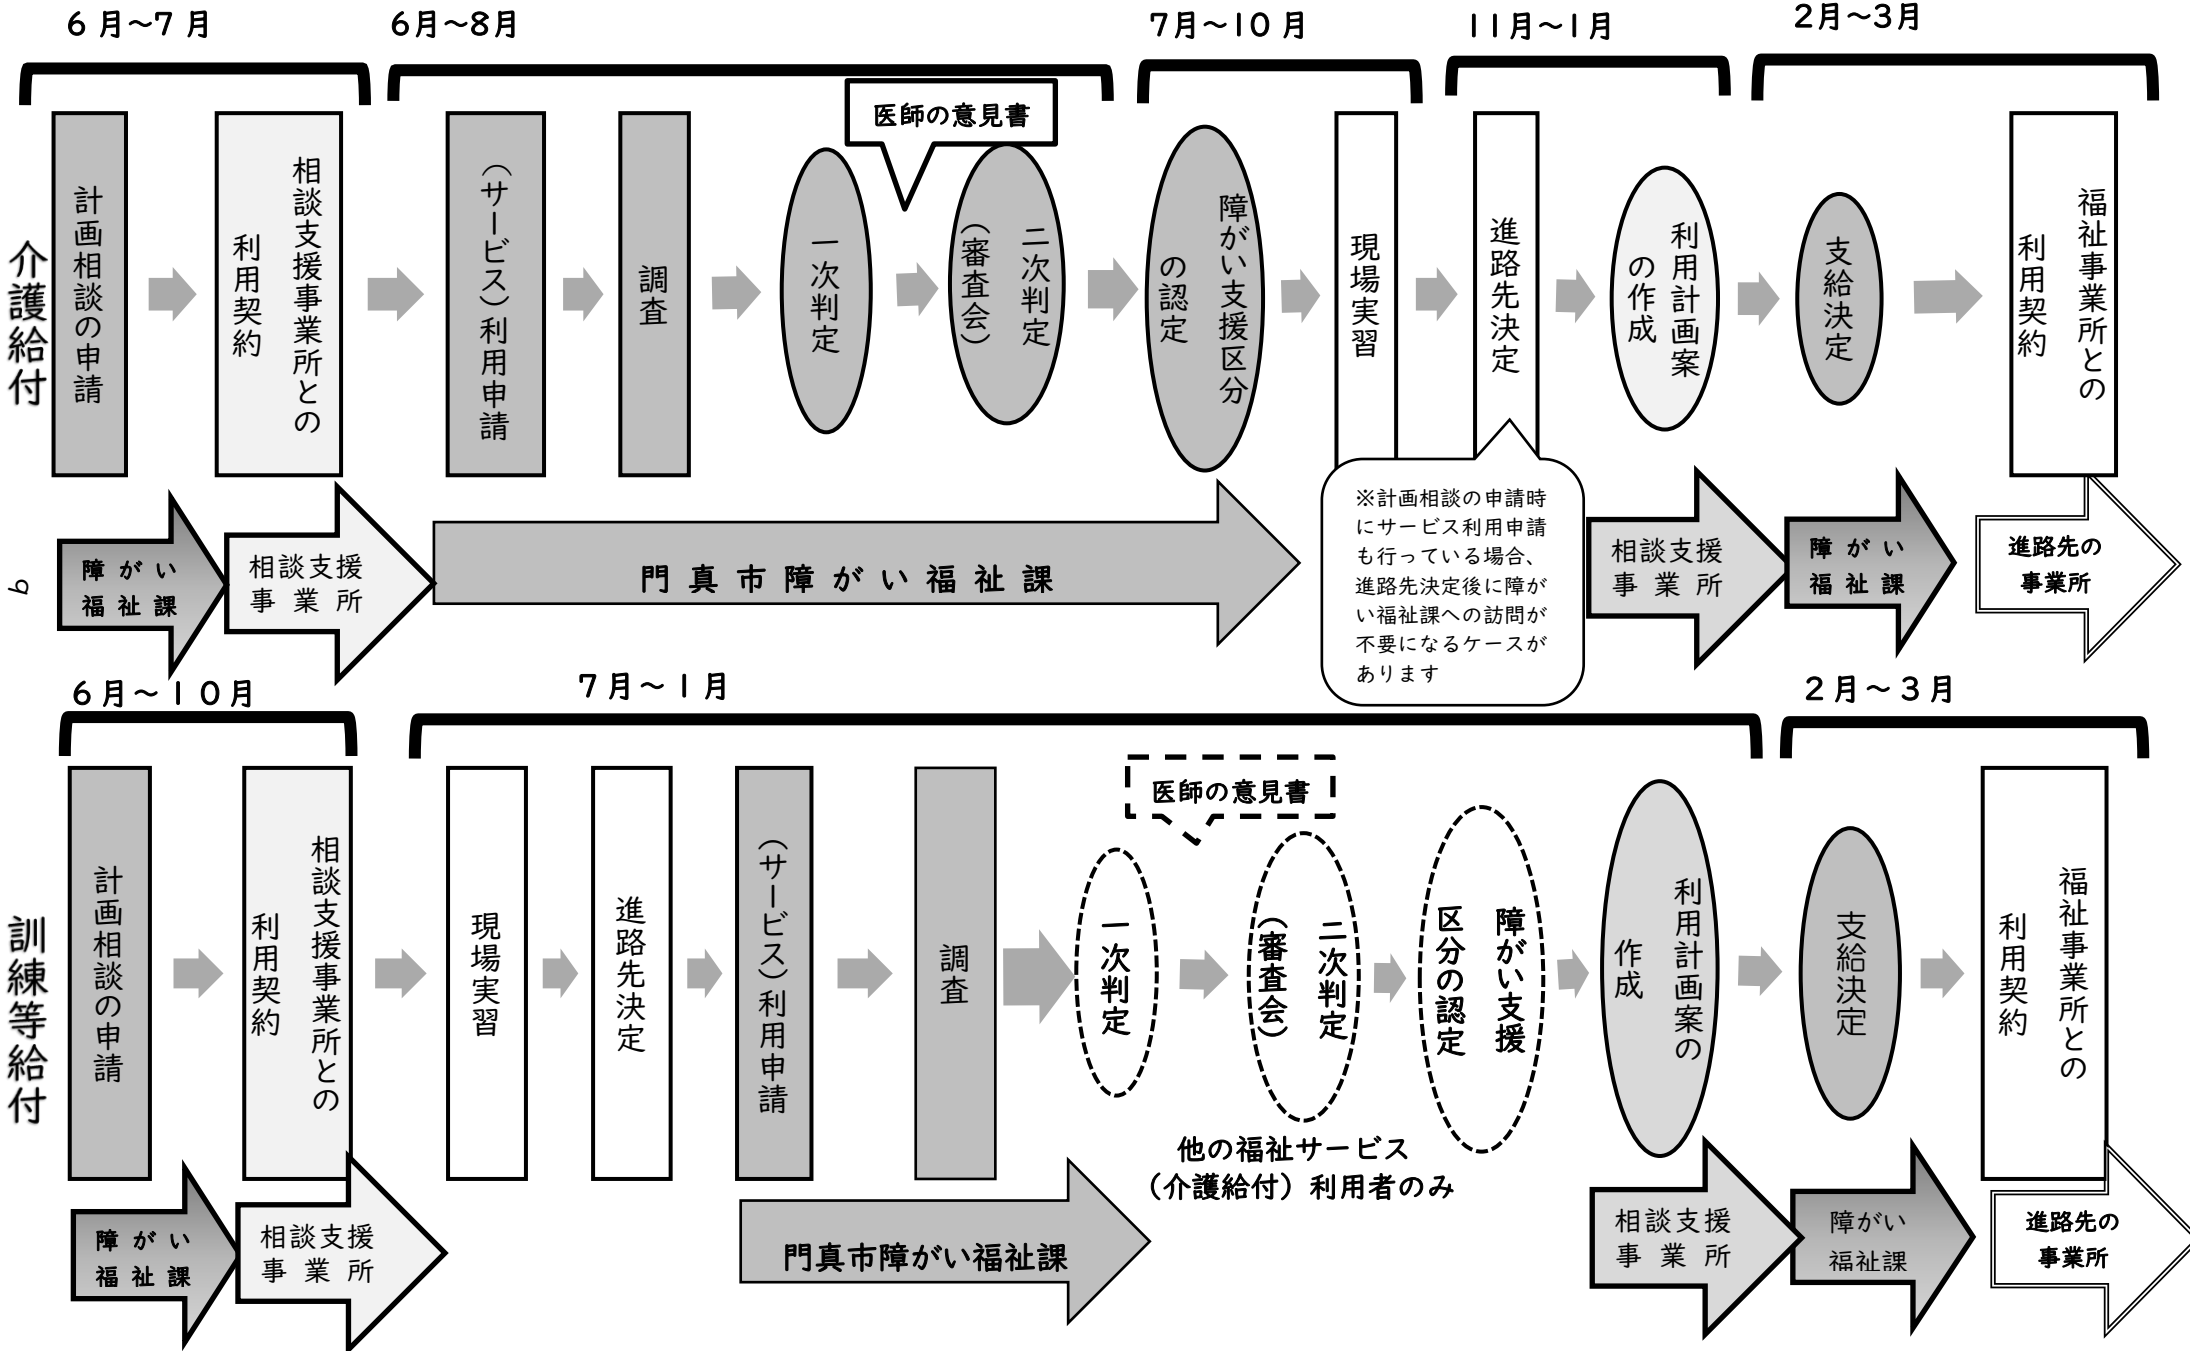 6月～7月
6月～8月
7月～10月
11月～1月
2月～3月
介護給付
計画相談の申請
相談支援事業所との
利用契約
（サービス）利用申請
調査
一次判定
医師の意見書
二次判定
（審査会）
障がい支援区分
の認定
現場実習
進路先決定
利用計画案
の作成
支給決定
福祉事業所との
利用契約
障がい
福祉課
相談支援
事業所
門真市障がい福祉課
※計画相談の申請時
にサービス利用申請
も行っている場合、
進路先決定後に障が
い福祉課への訪問が
不要になるケースが
あります
相談支援
事業所
障がい
福祉課
進路先の
事業所
9
6月～10月
7月～1月
2月～3月
訓練等給付
計画相談の申請
相談支援事業所との
利用契約
現場実習
進路先決定
（サービス）利用申請
調査
一次判定
医師の意見書
二次判定
（審査会）
障がい支援
区分の認定
利用計画案の
作成
支給決定
福祉事業所との
利用契約
他の福祉サービス
（介護給付）利用者のみ
障がい
福祉課
相談支援
事業所
門真市障がい福祉課
相談支援
事業所
障がい
福祉課
進路先の
事業所